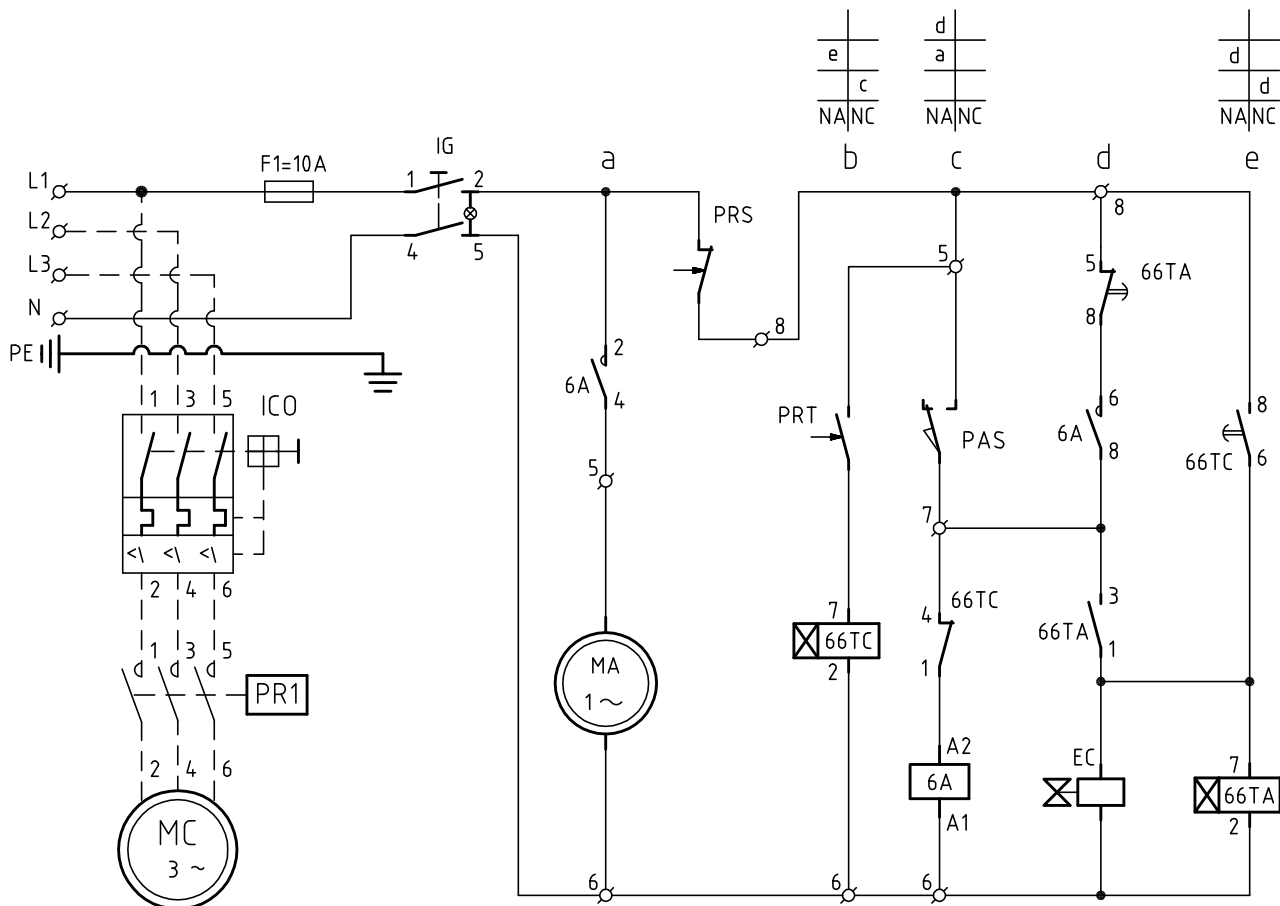 d
e a d
c d
NA NC NA NC NA NC
IG a b c d e
F1=10A
L1 1 2
8
L2 PRS
4 5
L3 5 5 66TA
N 8 8
PE
2
6A 4
1 3 5 ICO 6 8
PRT PAS 6A 66TC
8 6
5
7
<\ <\ <\
2 4 6 66TC 3
7 4 66TA
66TC 1
1 3 5 2 1
MA
1~
PR1
A2 EC 7
2 4 6 6A 66TA
A1 2
MC
3 ~
6 6 6